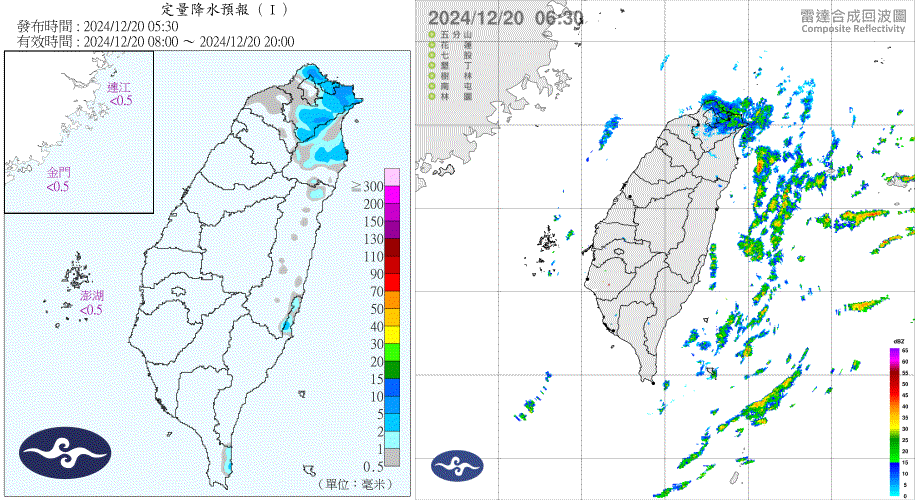 定量降水預報（Ｉ）
發布時間：2024/12/20 05:30
有效時間：2024/12/20 08:00 ～ 2024/12/20 20:00
連江
<0.5
金門
<0.5
澎湖
<0.5
≥300
200
150
130
110
90
70
50
40
30
20
15
10
5
2
1
0.5
（單位：毫米）
2024/12/20 06:30
雷達合成回波圖
Composite Reflectivity
五分山
花蓮
七股
墾丁
樹林
南屯
林園
dBZ
65
60
55
50
45
40
35
30
25
20
15
10
5